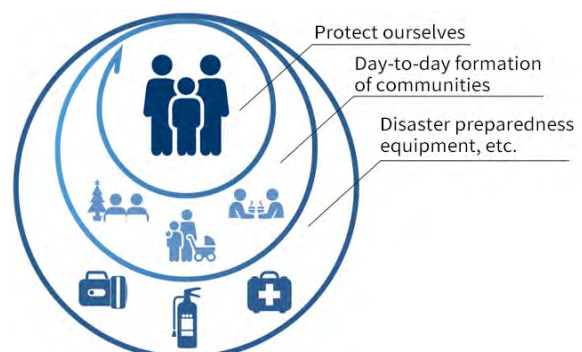 Protect ourselves
Day-to-day formation
of communities
Disaster preparedness
equipment, etc.